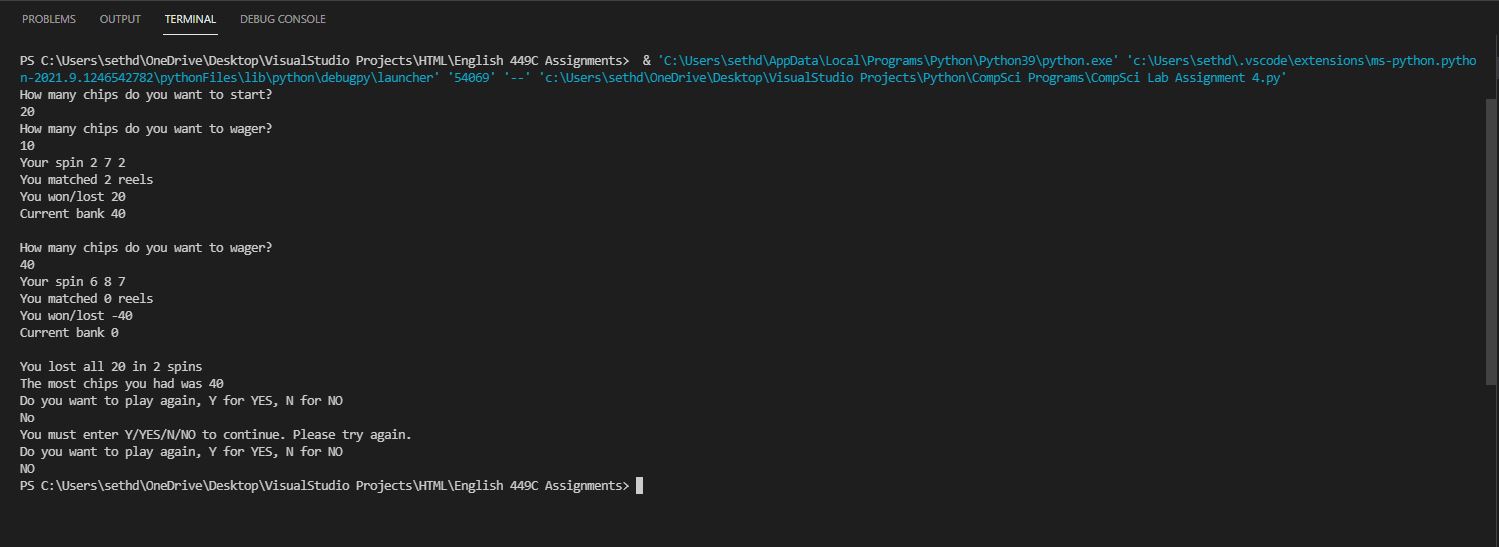 PROBLEMS OUTPUT TERMINAL DEBUG CONSOLE
PS C:\Users\sethd\OneDrive\Desktop\VisualStudio Projects\HTML\English 449C Assignments>  & 'C:\Users\sethd\AppData\Local\Programs\Python\Python39\python.exe' 'c:\Users\sethd\.vscode\extensions\ms-python.pytho
n-2021.9.1246542782\pythonFiles\lib\python\debugpy\launcher' '54069' '--' 'c:\Users\sethd\OneDrive\Desktop\VisualStudio Projects\Python\CompSci Programs\CompSci Lab Assignment 4.py'
How many chips do you want to start?
20
How many chips do you want to wager?
10
Your spin 2 7 2
You matched 2 reels
You won/lost 20
Current bank 40

How many chips do you want to wager?
40
Your spin 6 8 7
You matched 0 reels
You won/lost -40
Current bank 0

You lost all 20 in 2 spins
The most chips you had was 40
Do you want to play again, Y for YES, N for NO
No
You must enter Y/YES/N/NO to continue. Please try again.
Do you want to play again, Y for YES, N for NO
NO
PS C:\Users\sethd\OneDrive\Desktop\VisualStudio Projects\HTML\English 449C Assignments>